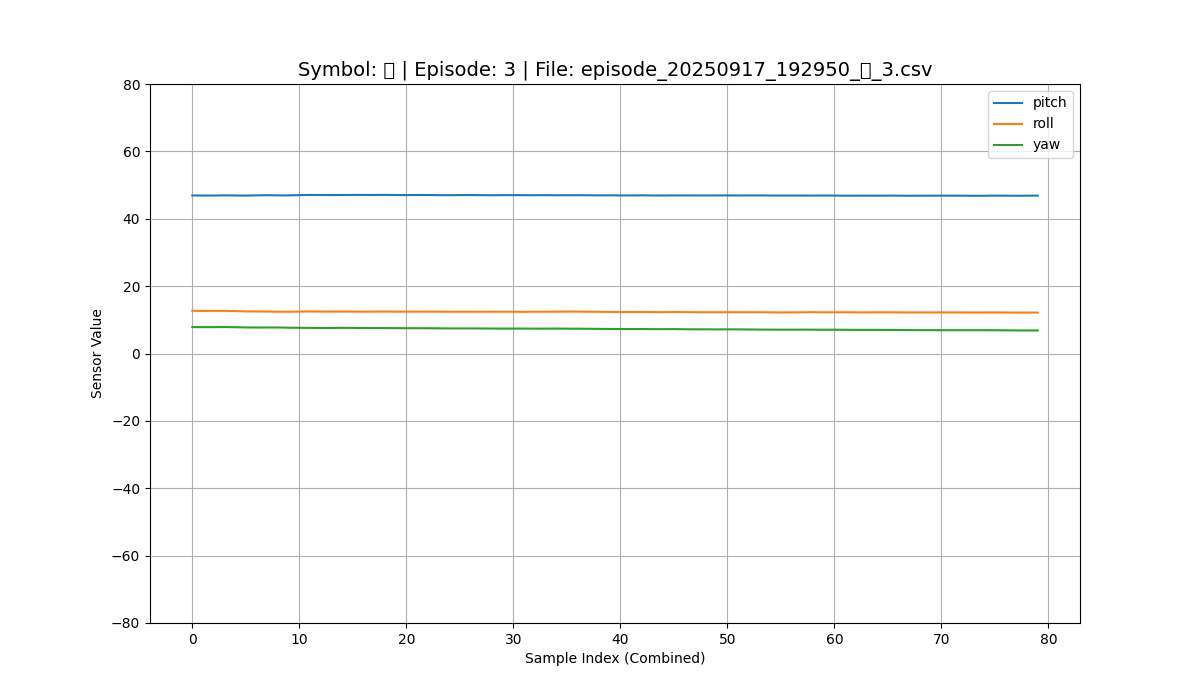 Symbol: | Episode: 3 | File: episode_20250917_192950_ _3.csv
80
60
40
20
0
−20
−40
−60
−80
Sensor Value
pitch
roll
yaw
0 10 20 30 40 50 60 70 80
Sample Index (Combined)